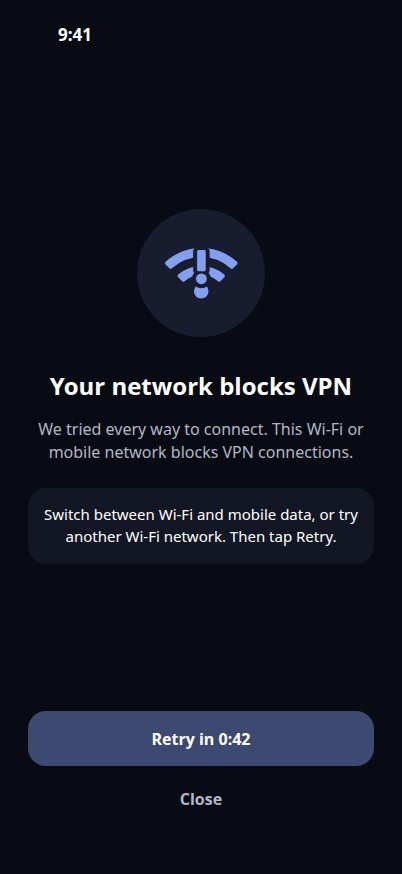 9:41
Your network blocks VPN
We tried every way to connect. This Wi-Fi or
mobile network blocks VPN connections.
Switch between Wi-Fi and mobile data, or try
another Wi-Fi network. Then tap Retry.
Retry in 0:42
Close